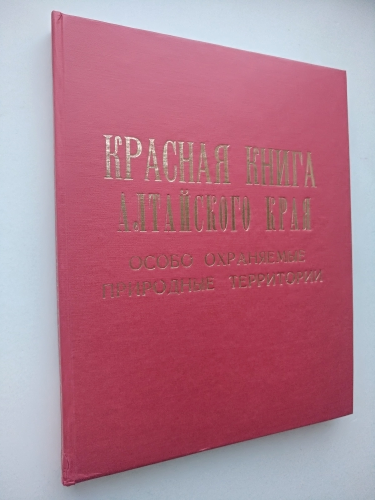 КРАСНАЯ КНИГА
АЛТАЙСКОГО КРАЯ
ОСОБО ОХРАНЯЕМЫЕ
ПРИРОДНЫЕ ТЕРРИТОРИИ